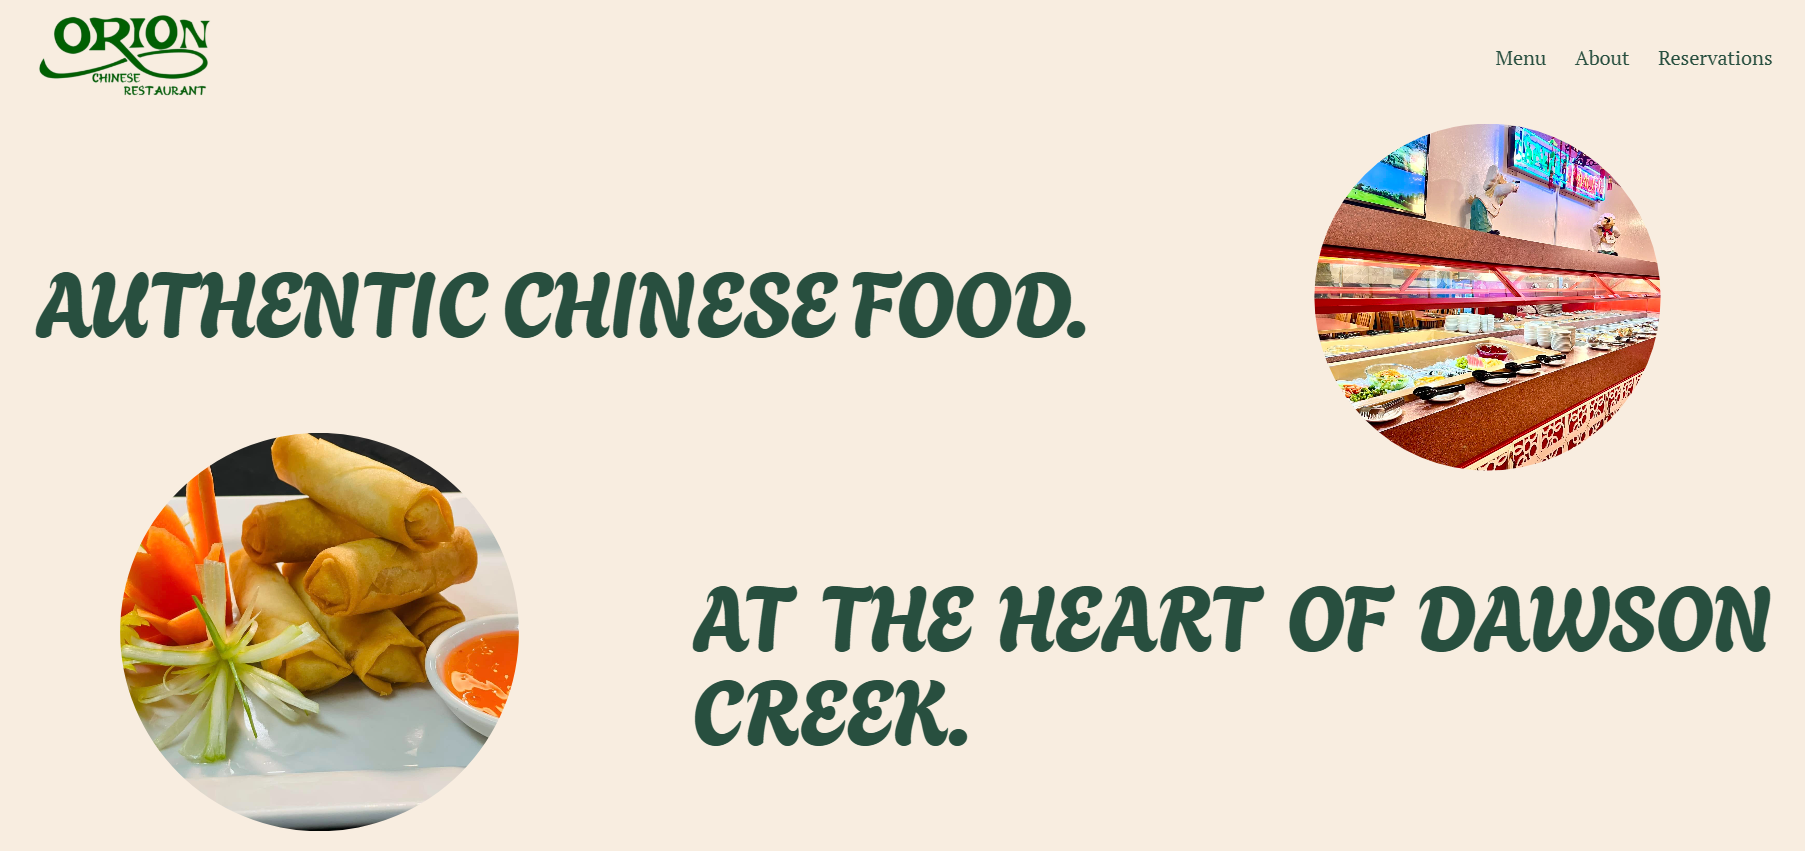 ORION
CHINESE
RESTAURANT
Menu About Reservations
AUTHENTIC CHINESE FOOD.
AT THE HEART OF DAWSON
CREEK.